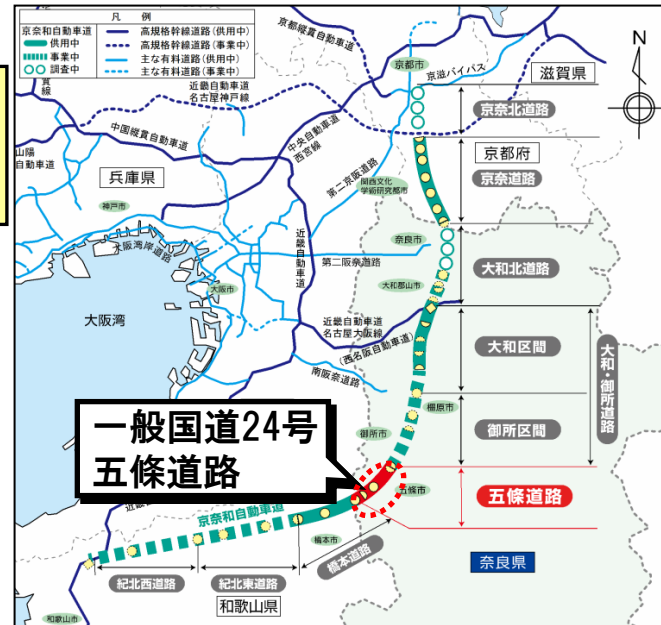 凡 例
京奈和自動車道
供用中
事業中
調査中
高規格幹線道路(供用中)
高規格幹線道路(事業中)
主な有料道路(供用中)
主な有料道路(事業中)
京都縦貫自動車道
京都市
京滋バイパス
滋賀県
N
近畿自動車道
名古屋神戸線
京奈北道路
中国縦貫自動車道
中央自動車道
西宮線
山陽
自動車道
兵庫県
第二京阪道路
京都府
関西文化
学術研究都市
京奈道路
神戸市
大阪湾岸道路
近畿自動車道
奈良市
第二阪奈道路
大和北道路
大阪市
大和郡山市
大阪湾
近畿自動車道
名古屋大阪線
(西名阪自動車道)
大和区間
大和・御所道路
南阪奈道路
橿原市
御所市
御所区間
一般国道24号
五條道路
五條市
五條道路
京奈和自動車道
橋本市
橋本道路
奈良県
紀北西道路
紀北東道路
和歌山県
和歌山市